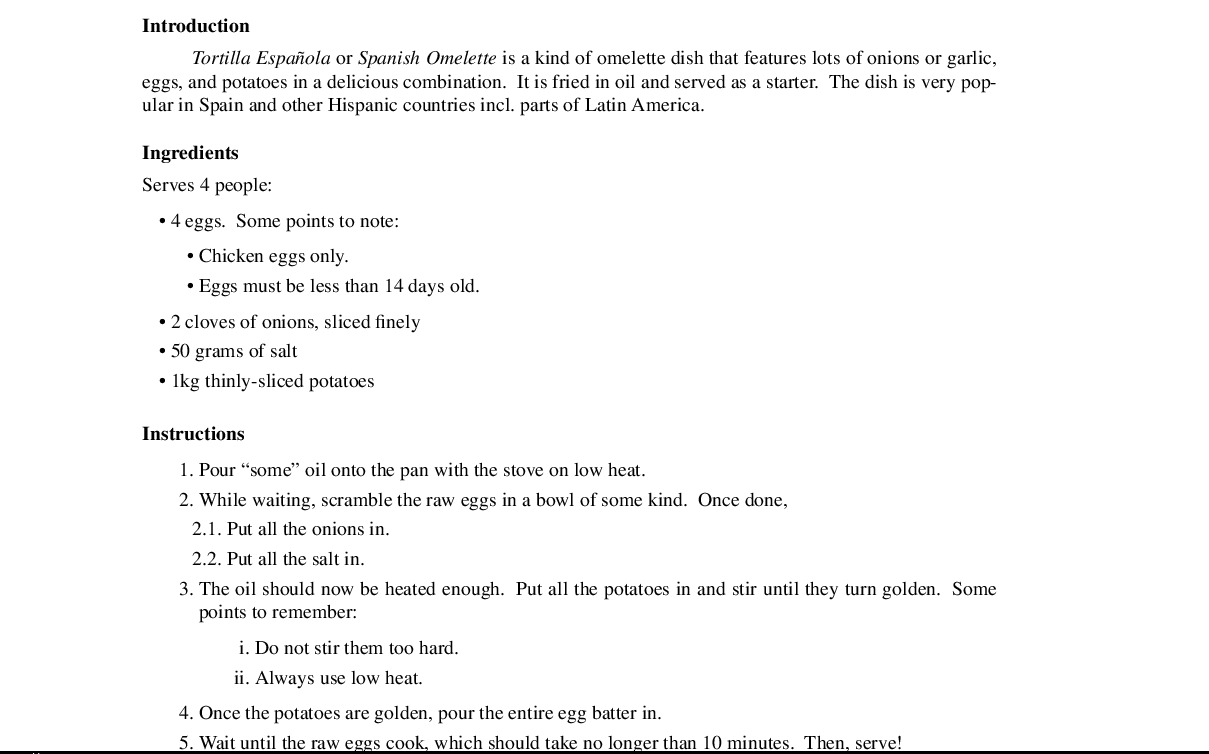 Introduction
Tortilla Española or Spanish Omelette is a kind of omelette dish that features lots of onions or garlic,
eggs, and potatoes in a delicious combination.  It is fried in oil and served as a starter.  The dish is very pop-
ular in Spain and other Hispanic countries incl. parts of Latin America.
Ingredients
Serves 4 people:
• 4 eggs.  Some points to note:
• Chicken eggs only.
• Eggs must be less than 14 days old.
• 2 cloves of onions, sliced finely
• 50 grams of salt
• 1kg thinly-sliced potatoes
Instructions
1. Pour “some” oil onto the pan with the stove on low heat.
2. While waiting, scramble the raw eggs in a bowl of some kind.  Once done,
2.1. Put all the onions in.
2.2. Put all the salt in.
3. The oil should now be heated enough.  Put all the potatoes in and stir until they turn golden.  Some
points to remember:
i. Do not stir them too hard.
ii. Always use low heat.
4. Once the potatoes are golden, pour the entire egg batter in.
5. Wait until the raw eggs cook, which should take no longer than 10 minutes.  Then, serve!